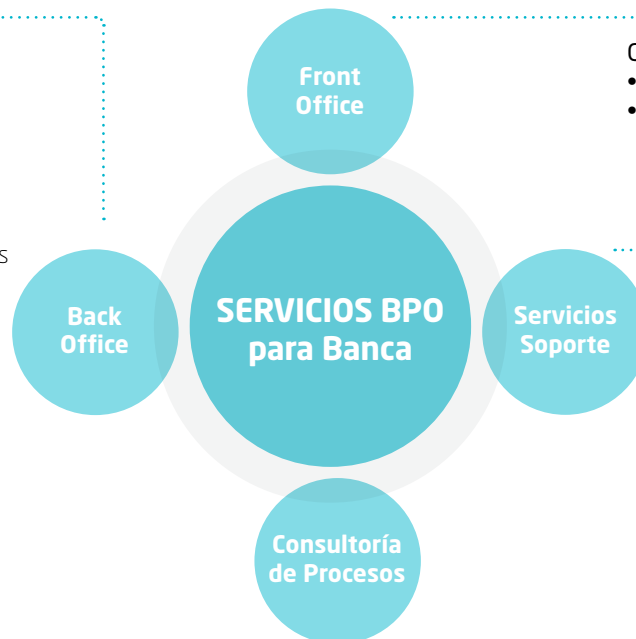 Front
Office
SERVICIOS BPO
para Banca
Back
Office
Servicios
Soporte
Consultoría
de Procesos